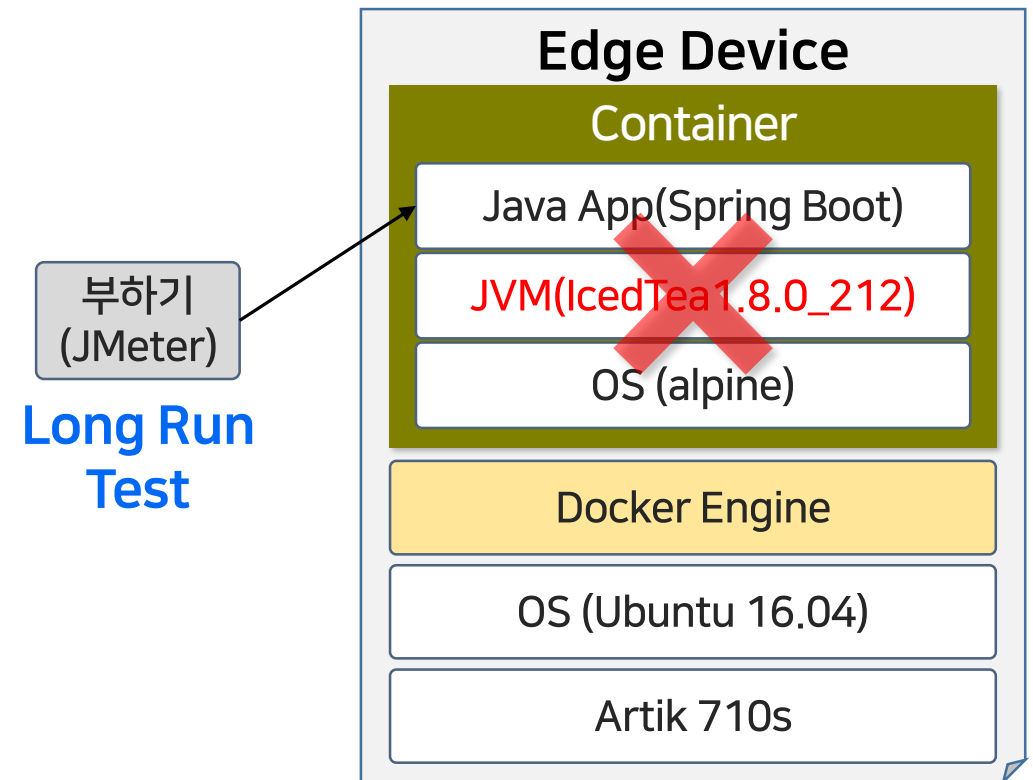 Edge Device
Container
Java App(Spring Boot)
JVM(IcedTea1.8.0_212)
OS (alpine)
부하기
(JMeter)
Long Run
Test
Docker Engine
OS (Ubuntu 16.04)
Artik 710s